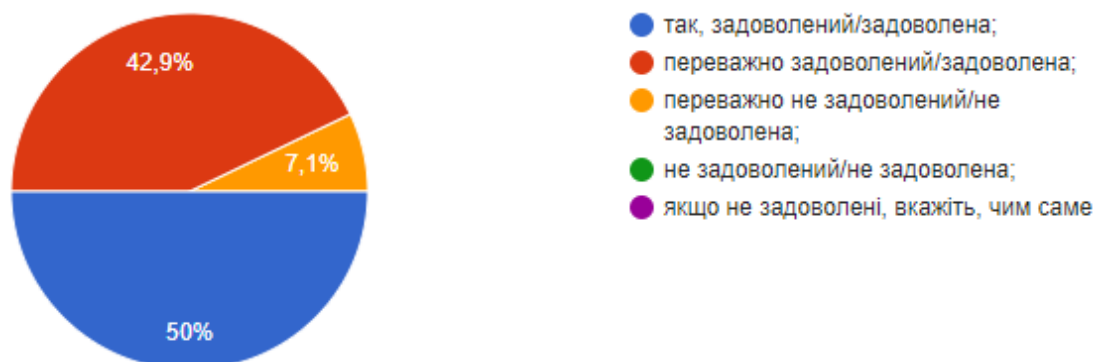 42,9%
7,1%
50%
так, задоволений/задоволена;
переважно задоволений/задоволена;
переважно не задоволений/не
задоволена;
не задоволений/не задоволена;
якщо не задоволені, вкажіть, чим саме